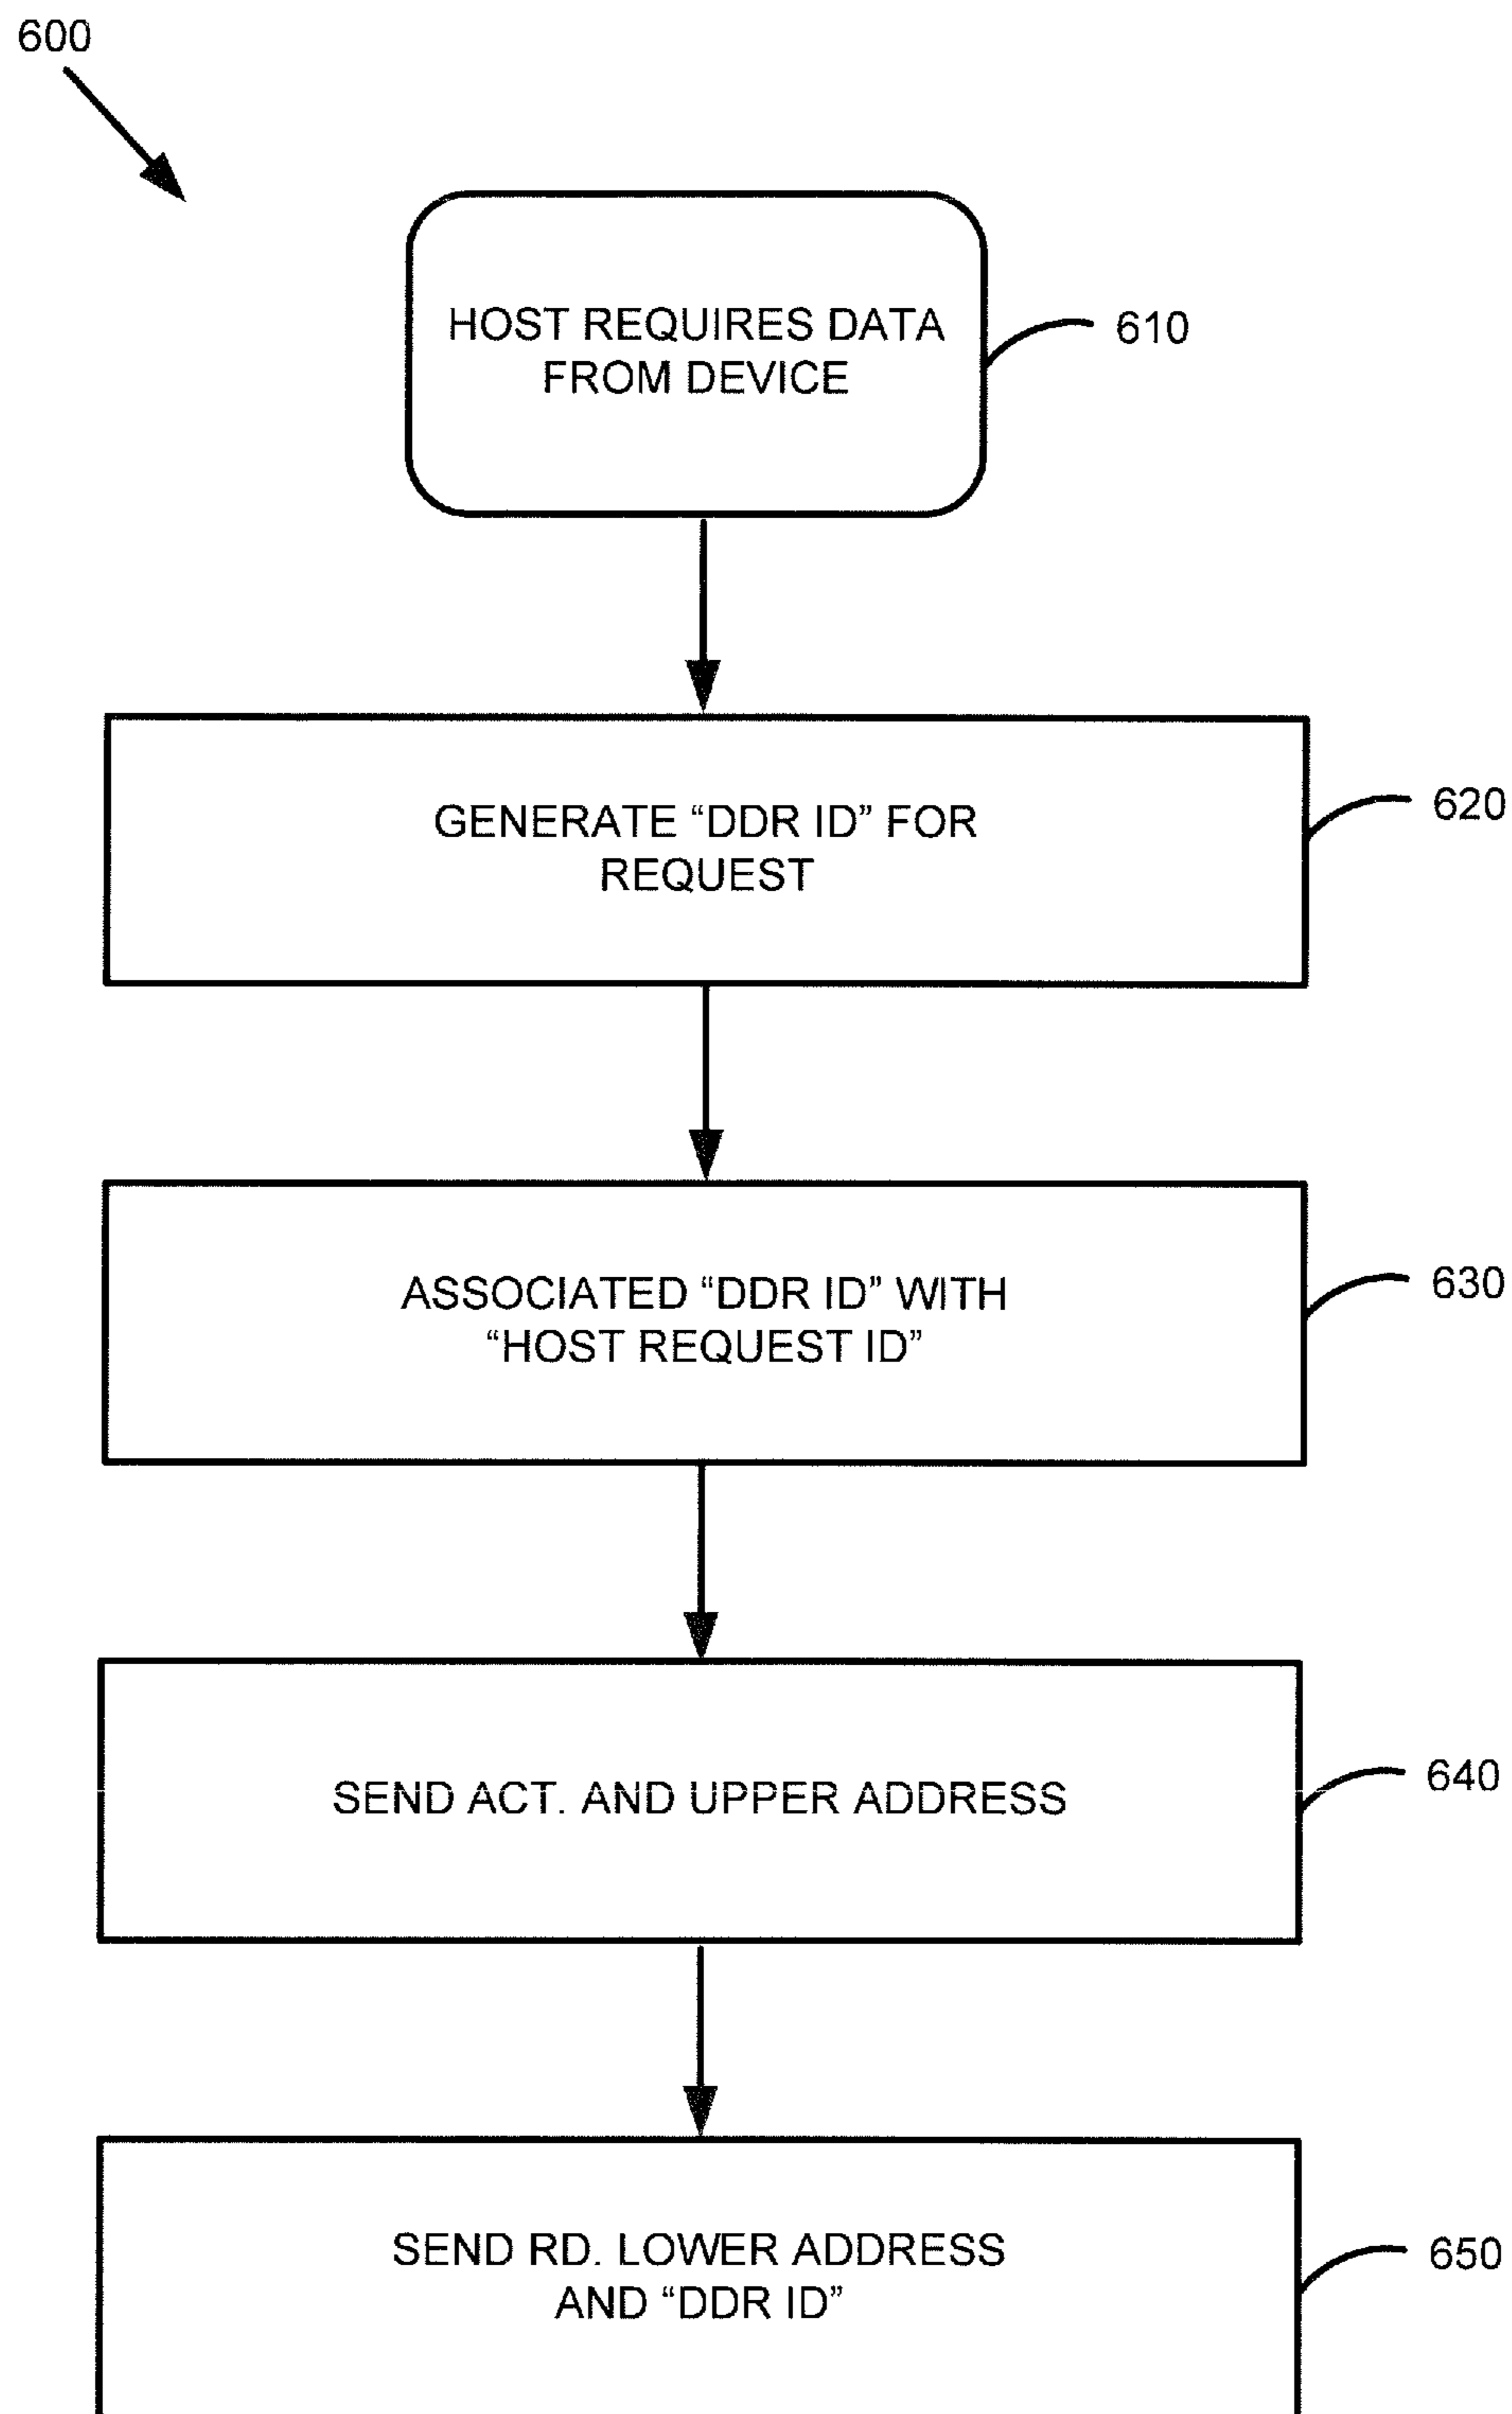 600
HOST REQUIRES DATA
FROM DEVICE
610
GENERATE “DDR ID” FOR
REQUEST
620
ASSOCIATED “DDR ID” WITH
“HOST REQUEST ID”
630
SEND ACT. AND UPPER ADDRESS
640
SEND RD. LOWER ADDRESS
AND “DDR ID”
650